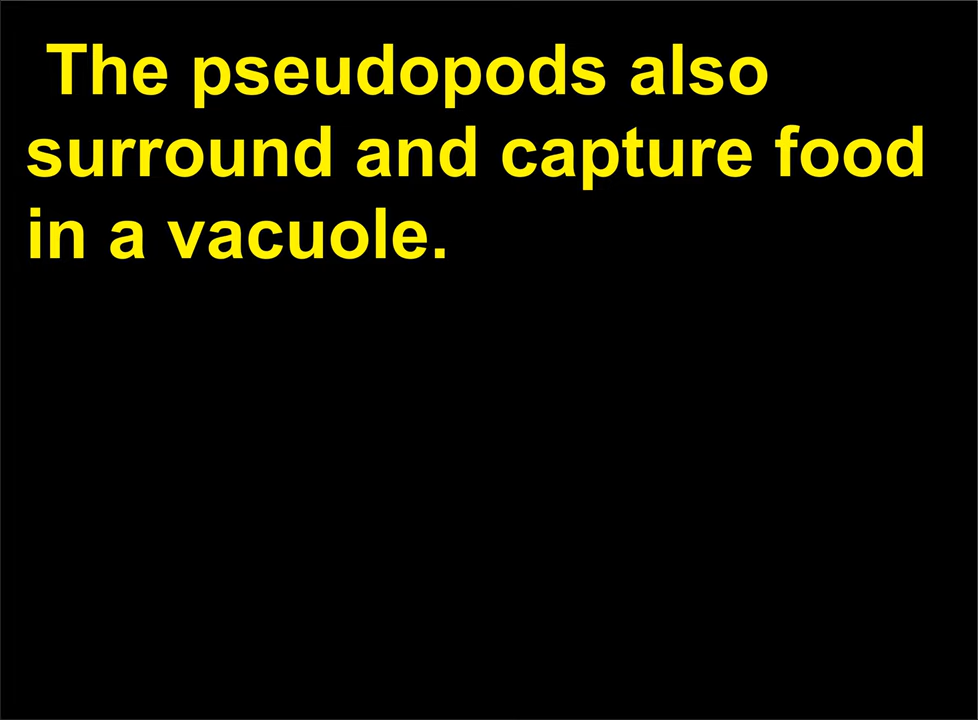 The pseudopods also
surround and capture food
in a vacuole.